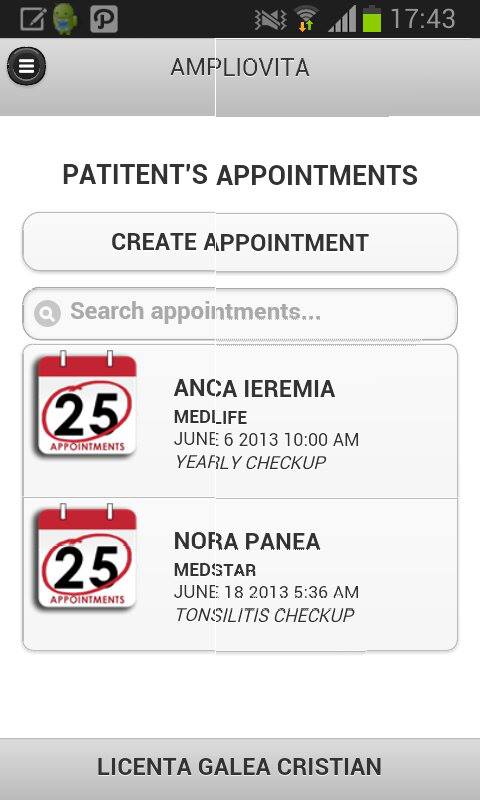 17:43
AMPLIOVITA
PATITENT'S APPOINTMENTS
CREATE APPOINTMENT
Search appointments...
25
APPOINTMENTS
ANCA IEREMIA
MEDLIFE
JUNE 6 2013 10:00 AM
YEARLY CHECKUP
25
APPOINTMENTS
NORA PANEA
MEDSTAR
JUNE 18 2013 5:36 AM
TONSILITIS CHECKUP
LICENTA GALEA CRISTIAN